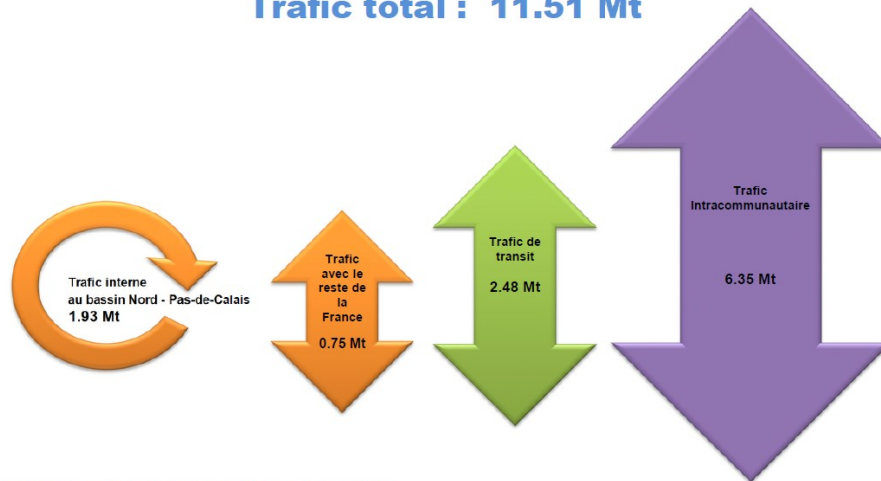 Trafic total : 11.51 Mt
Trafic interne
au bassin Nord - Pas-de-Calais
1.93 Mt
Trafic
avec le
reste de
la
France
0.75 Mt
Trafic de
transit
2.48 Mt
Trafic
Intracommunautaire
6.35 Mt